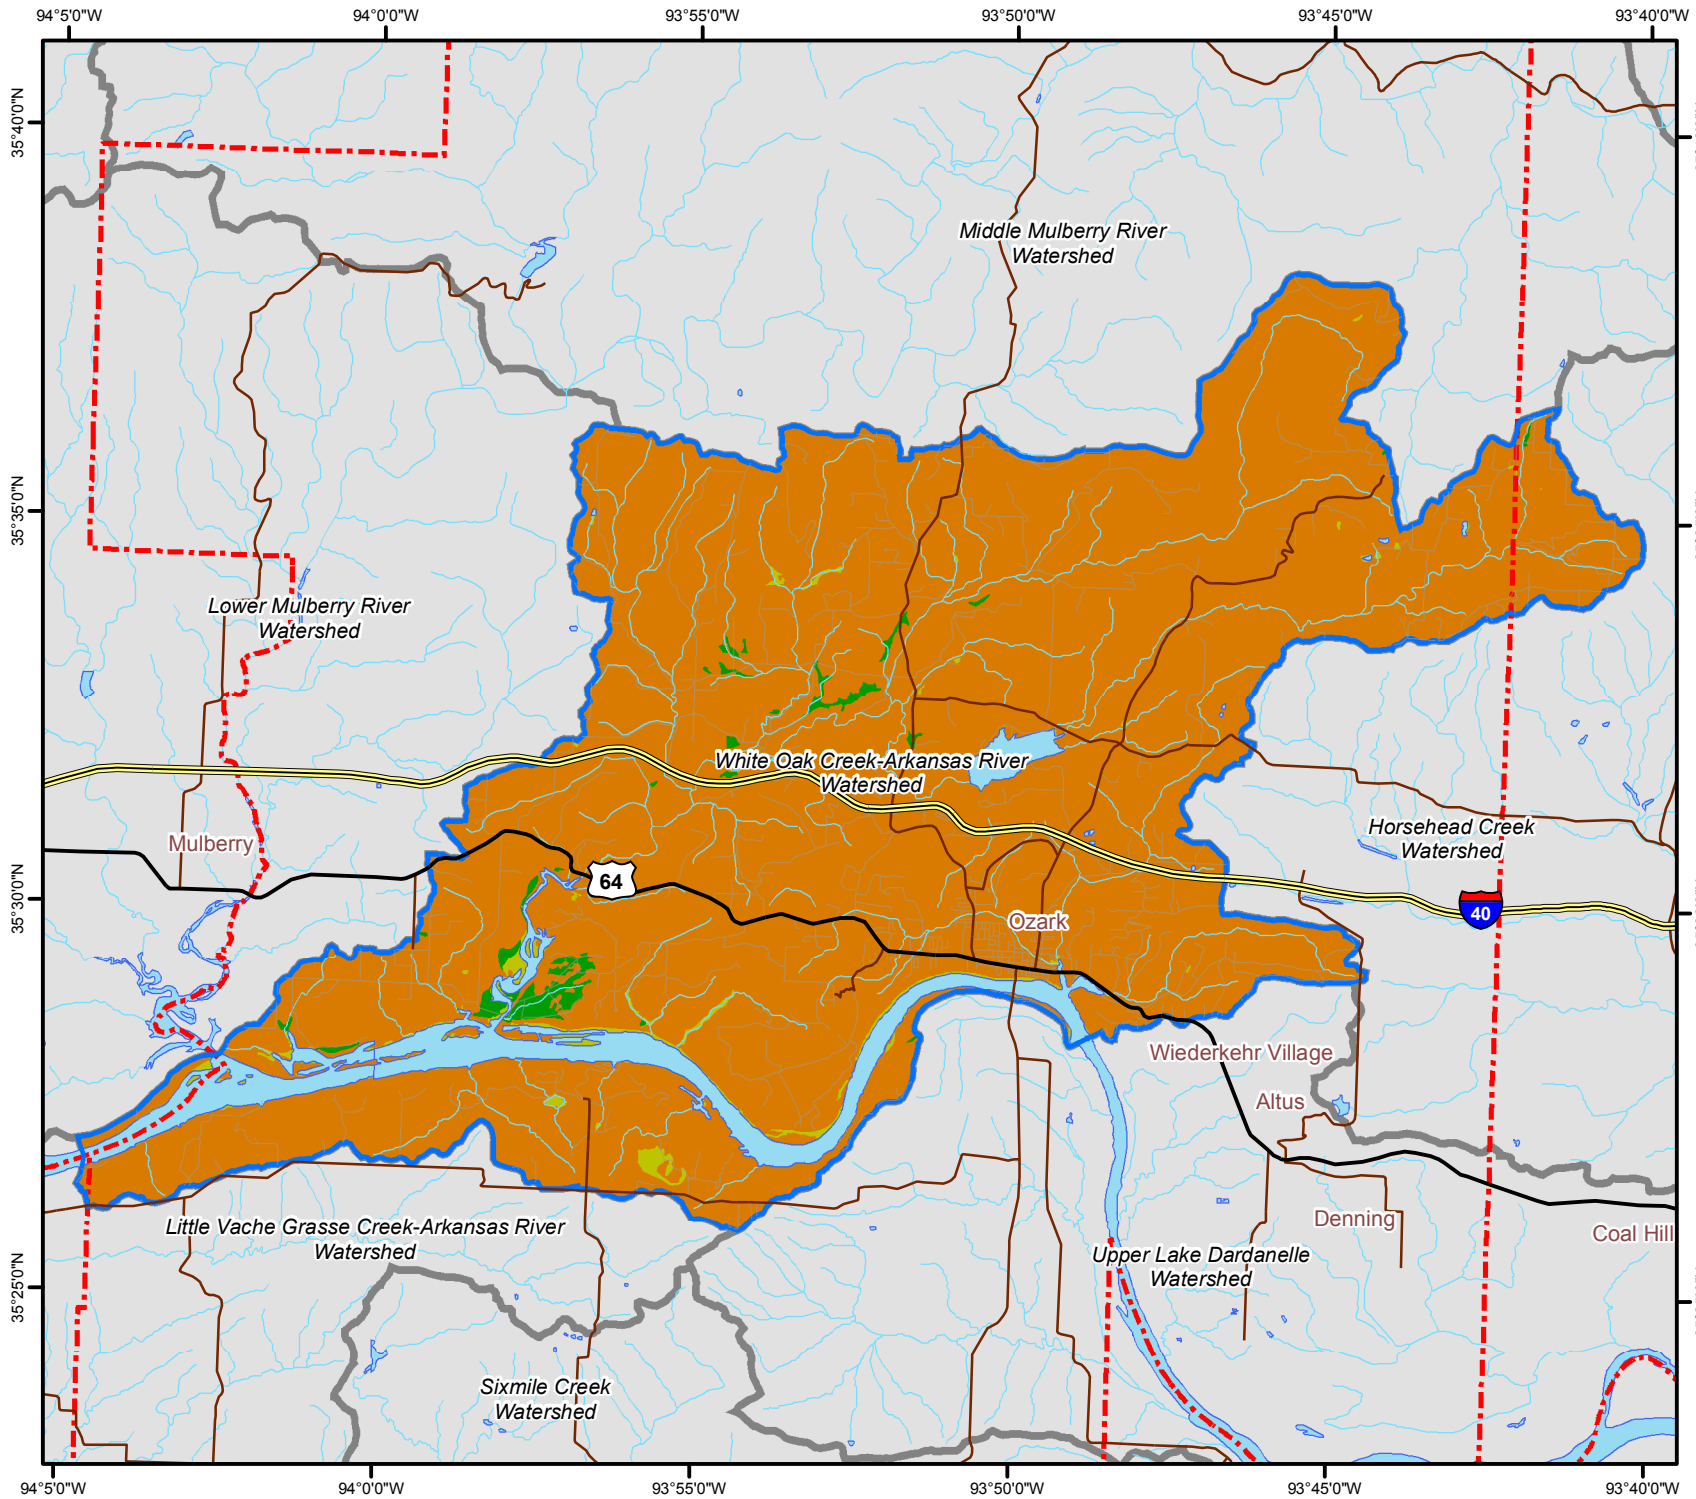 94°5'0"W
94°0'0"W
93°55'0"W
93°50'0"W
93°45'0"W
93°40'0"W
35°40'0"N
Middle Mulberry River
Watershed
35°35'0"N
Lower Mulberry River
Watershed
White Oak Creek-Arkansas River
Watershed
Horsehead Creek
Watershed
Mulberry
35°30'0"N
64
40
Ozark
Wiederkehr Village
Altus
Little Vache Grasse Creek-Arkansas River
Watershed
Denning
Coal Hill
Upper Lake Dardanelle
Watershed
35°25'0"N
Sixmile Creek
Watershed
94°5'0"W
94°0'0"W
93°55'0"W
93°50'0"W
93°45'0"W
93°40'0"W